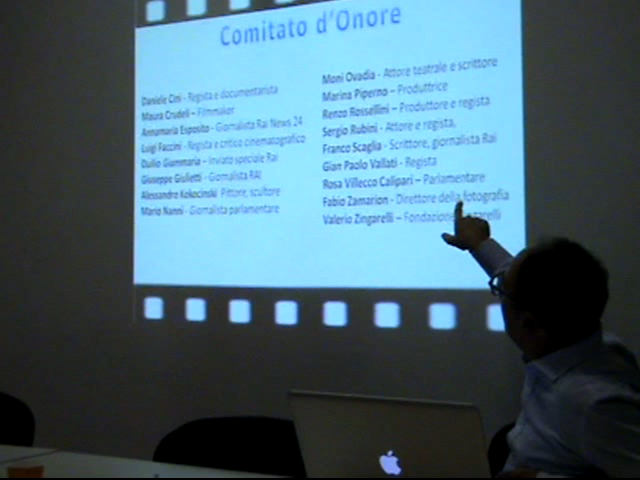 Comitato d'Onore
Daniele Cini - Regista e documentarista
Maura Crudeli – Filmmaker
Annamaria Esposito - Giornalista Rai News 24
Luigi Faccini - Regista e critico cinematografico
Duilio Giammaria – Inviato speciale Rai
Giuseppe Giulietti - Giornalista RAI
Alessandro Kokocinski Pittore, scultore
Mario Nanni - Giornalista parlamentare
Moni Ovadia - Attore teatrale e scrittore
Marina Piperno – Produttrice
Renzo Rossellini – Produttore e regista
Sergio Rubini - Attore e regista,
Franco Scaglia - Scrittore, giornalista Rai
Gian Paolo Vallati - Regista
Rosa Villecco Calipari – Parlamentare
Fabio Zamarion - Direttore della fotografia
Valerio Zingarelli – Fondazione